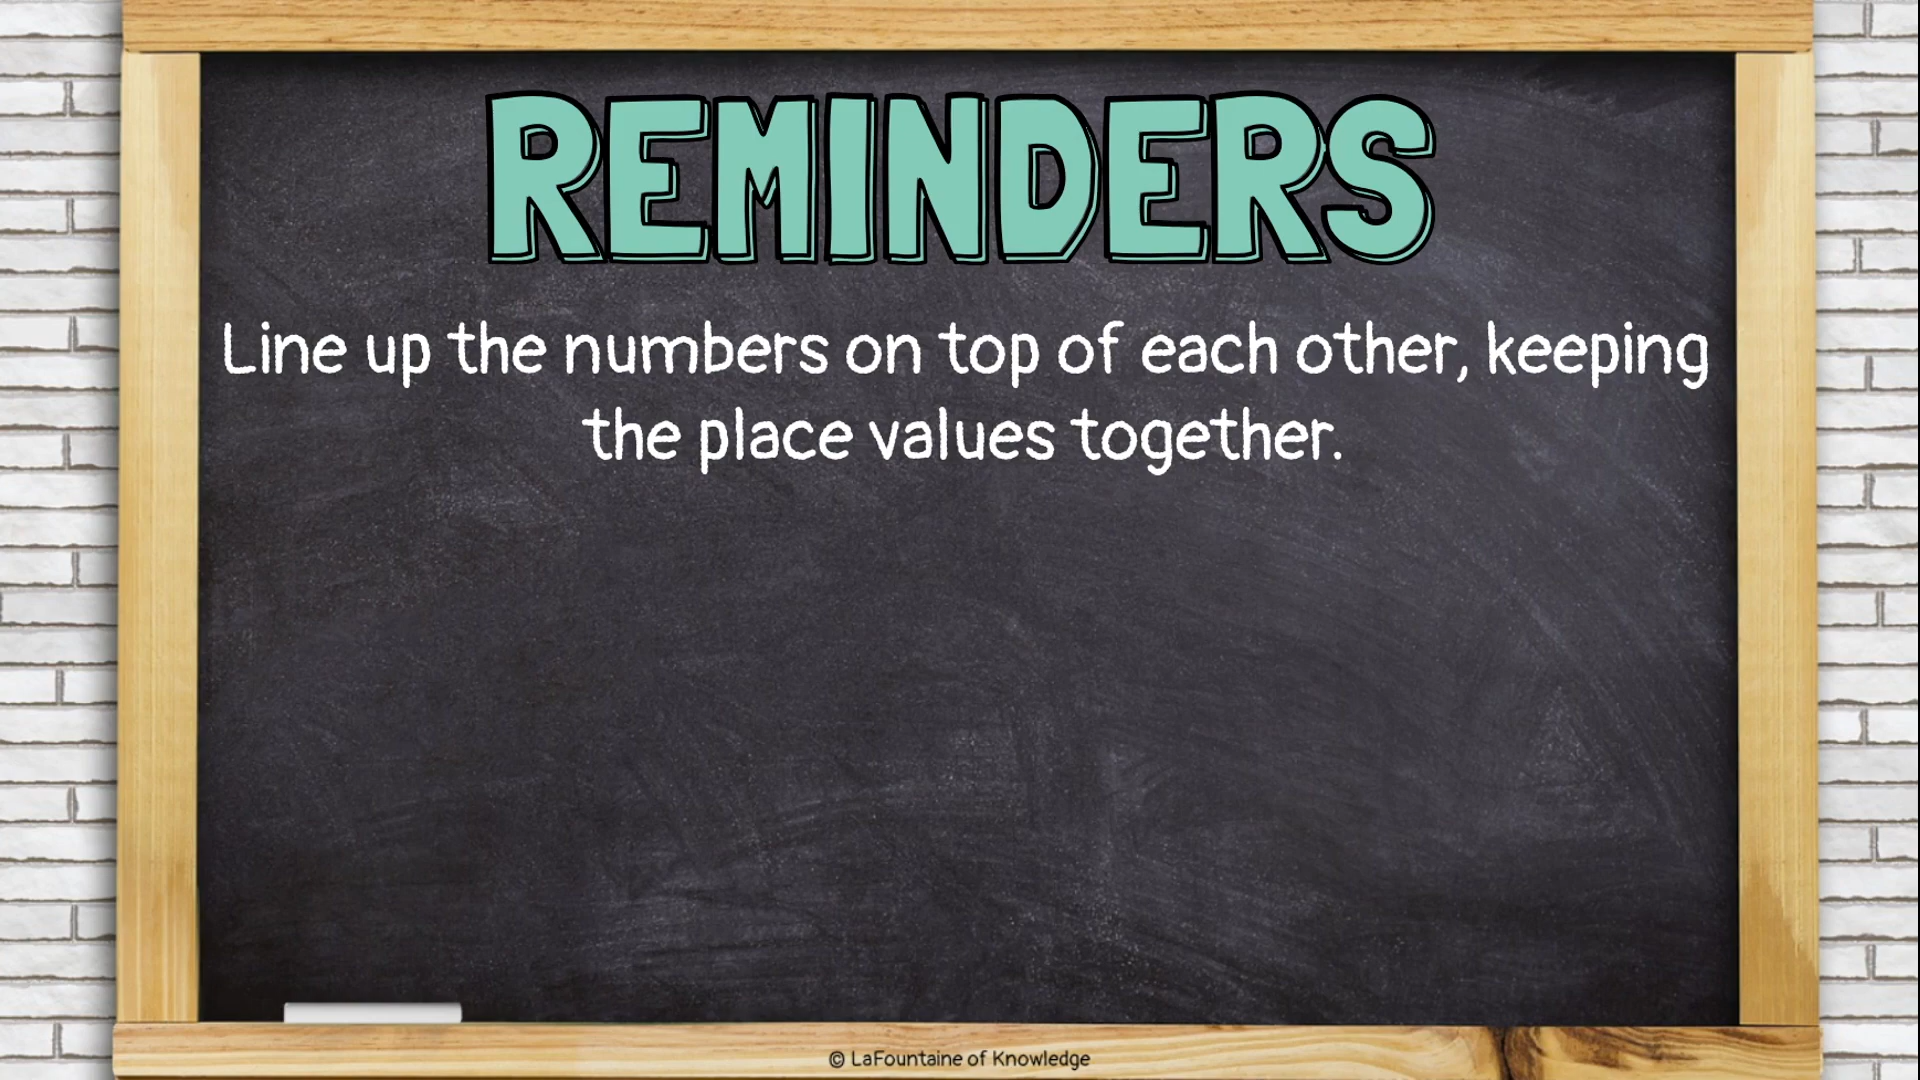 REMINDERS
Line up the numbers on top of each other, keeping
the place values together.
© LaFountaine of Knowledge